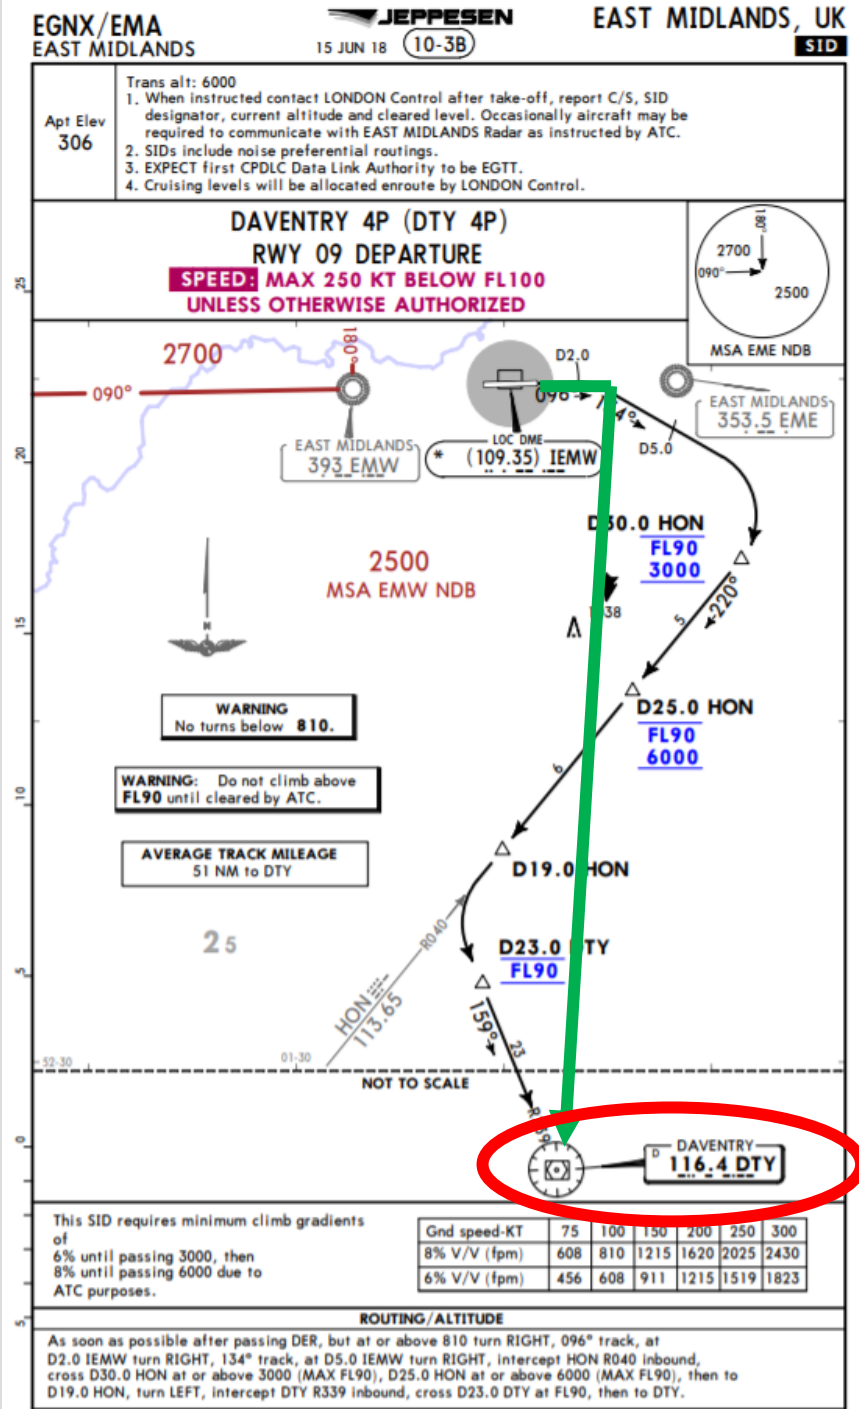 EGNX/EMA
EAST MIDLANDS
JEPPESEN
15 JUN 18
10-3B
EAST MIDLANDS, UK
SID
Apt Elev
306
Trans alt: 6000
1. When instructed contact LONDON Control after take-off, report C/S, SID
designator, current altitude and cleared level. Occasionally aircraft may be
required to communicate with EAST MIDLANDS Radar as instructed by ATC.
2. SIDs include noise preferential routings.
3. EXPECT first CPDLC Data Link Authority to be EGTT.
4. Cruising levels will be allocated enroute by LONDON Control.
DAVENTRY 4P (DTY 4P)
RWY 09 DEPARTURE
SPEED: MAX 250 KT BELOW FL100
UNLESS OTHERWISE AUTHORIZED
180°
2700
090°
2500
MSA EME NDB
25
2700
180°
090°
D2.0
096°
D5.0
EAST MIDLANDS
393 EMW
LOC DME
* (109.35) IEMW
EAST MIDLANDS
353.5 EME
20
D30.0 HON
FL90
3000
2500
MSA EMW NDB
220°
5
15
N
D25.0 HON
FL90
6000
WARNING
No turns below 810.
6
WARNING: Do not climb above
FL90 until cleared by ATC.
10
AVERAGE TRACK MILEAGE
51 NM to DTY
D19.0 HON
R040
25
D23.0 DTY
FL90
5
HON
113.65
159°
23
52-30
01-30
NOT TO SCALE
0
DAVENTRY
D 116.4 DTY
This SID requires minimum climb gradients
of
6% until passing 3000, then
8% until passing 6000 due to
ATC purposes.
Gnd speed-KT 75 100 150 200 250 300
8% V/V (fpm) 608 810 1215 1620 2025 2430
6% V/V (fpm) 456 608 911 1215 1519 1823
5
ROUTING/ALTITUDE
As soon as possible after passing DER, but at or above 810 turn RIGHT, 096° track, at
D2.0 IEMW turn RIGHT, 134° track, at D5.0 IEMW turn RIGHT, intercept HON R040 inbound,
cross D30.0 HON at or above 3000 (MAX FL90), D25.0 HON at or above 6000 (MAX FL90), then to
D19.0 HON, turn LEFT, intercept DTY R339 inbound, cross D23.0 DTY at FL90, then to DTY.